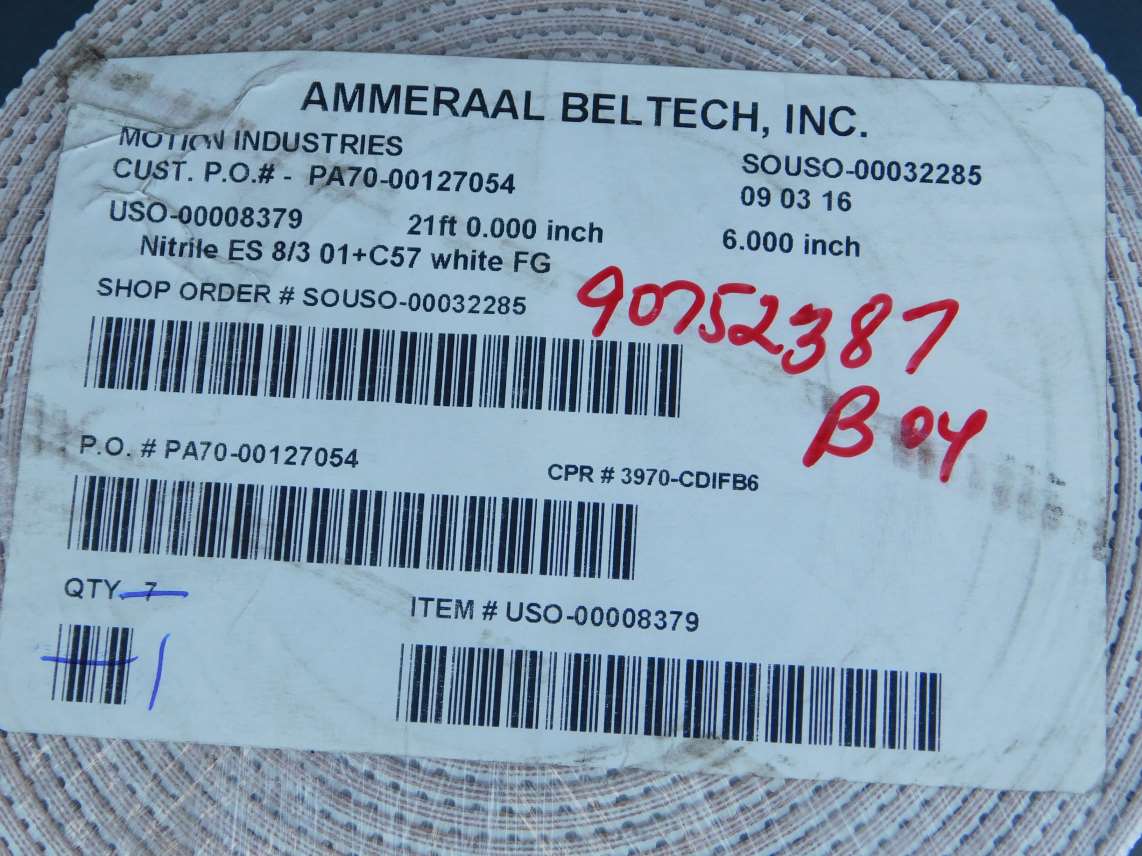 AMMERAAL BELTECH, INC.
MOTION INDUSTRIES
SOUSO-00032285
CUST. P.O.# - PA70-00127054
09 03 16
USO-00008379 21ft 0.000 inch 6.000 inch
Nitrile ES 8/3 01+C57 white FG
SHOP ORDER # SOUSO-00032285
90752387
B 04
P.O. # PA70-00127054
CPR # 3970-CDIFB6
QTY 7
1
ITEM # USO-00008379